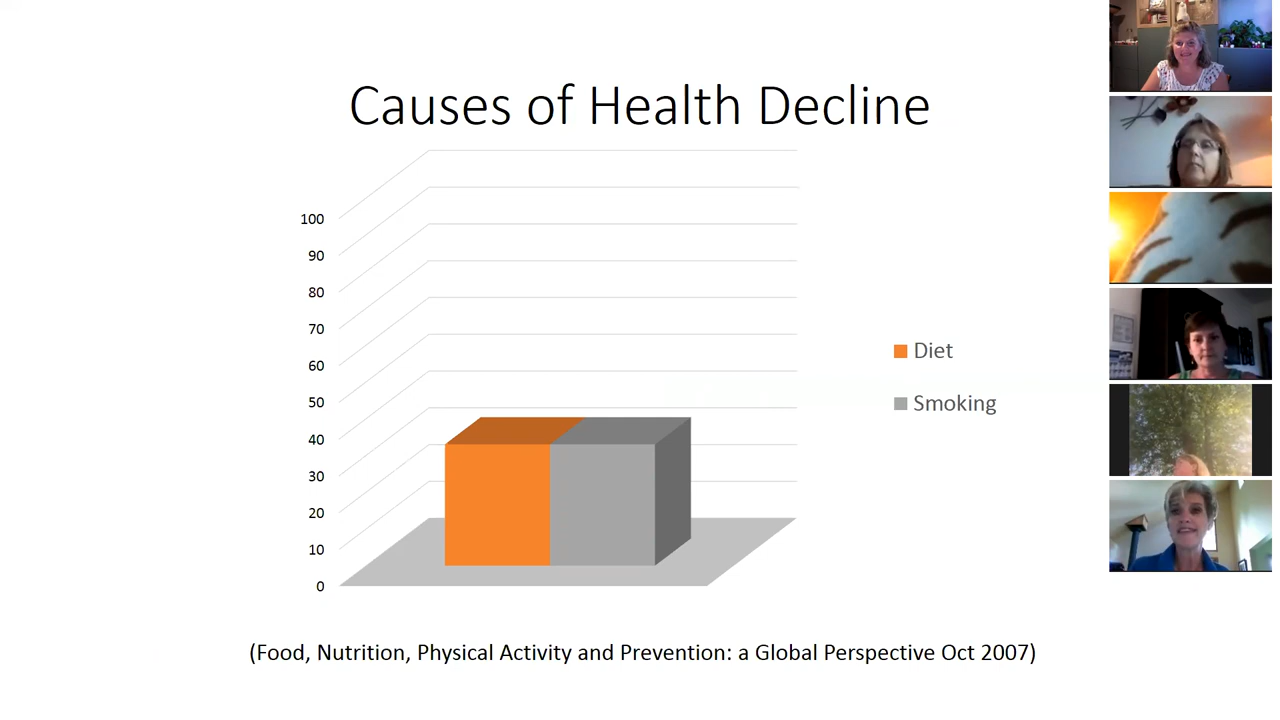 Causes of Health Decline
100
90
80
70
60
50
40
30
20
10
0
Diet
Smoking
(Food, Nutrition, Physical Activity and Prevention: a Global Perspective Oct 2007)